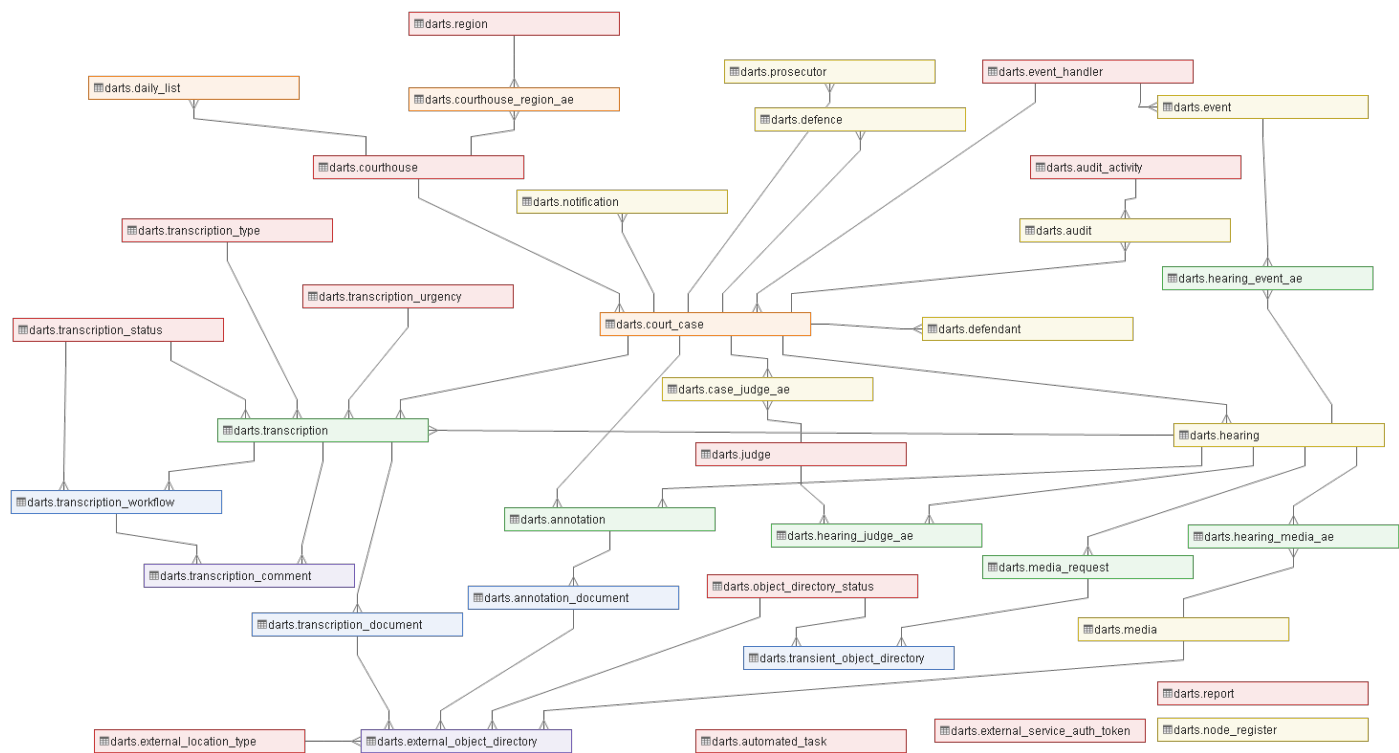 darts.region
darts.prosecutor
darts.event_handler
darts.daily_list
darts.courthouse_region_ae
darts.event
darts.defence
darts.courthouse
darts.audit_activity
darts.notification
darts.transcription_type
darts.audit
darts.hearing_event_ae
darts.transcription_urgency
darts.transcription_status
darts.court_case
darts.defendant
darts.case_judge_ae
darts.transcription
darts.hearing
darts.judge
darts.transcription_workflow
darts.annotation
darts.hearing_judge_ae
darts.hearing_media_ae
darts.transcription_comment
darts.media_request
darts.object_directory_status
darts.annotation_document
darts.transcription_document
darts.media
darts.transient_object_directory
darts.report
darts.external_service_auth_token
darts.node_register
darts.external_location_type
darts.external_object_directory
darts.automated_task